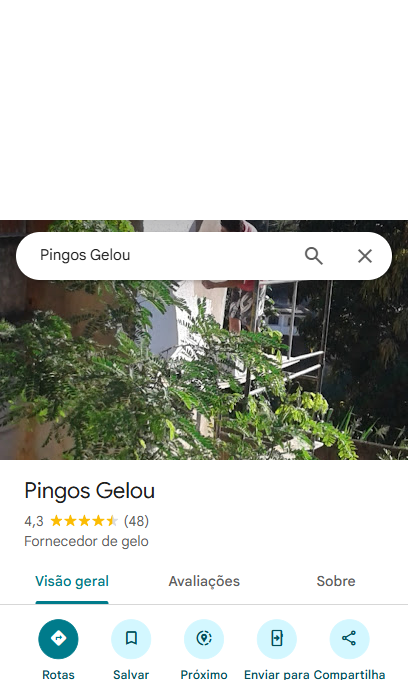 Pingos Gelou
Pingos Gelou
4,3 (48)
Fornecedor de gelo
Visão geral Avaliações Sobre
Rotas Salvar Próximo Enviar para Compartilha